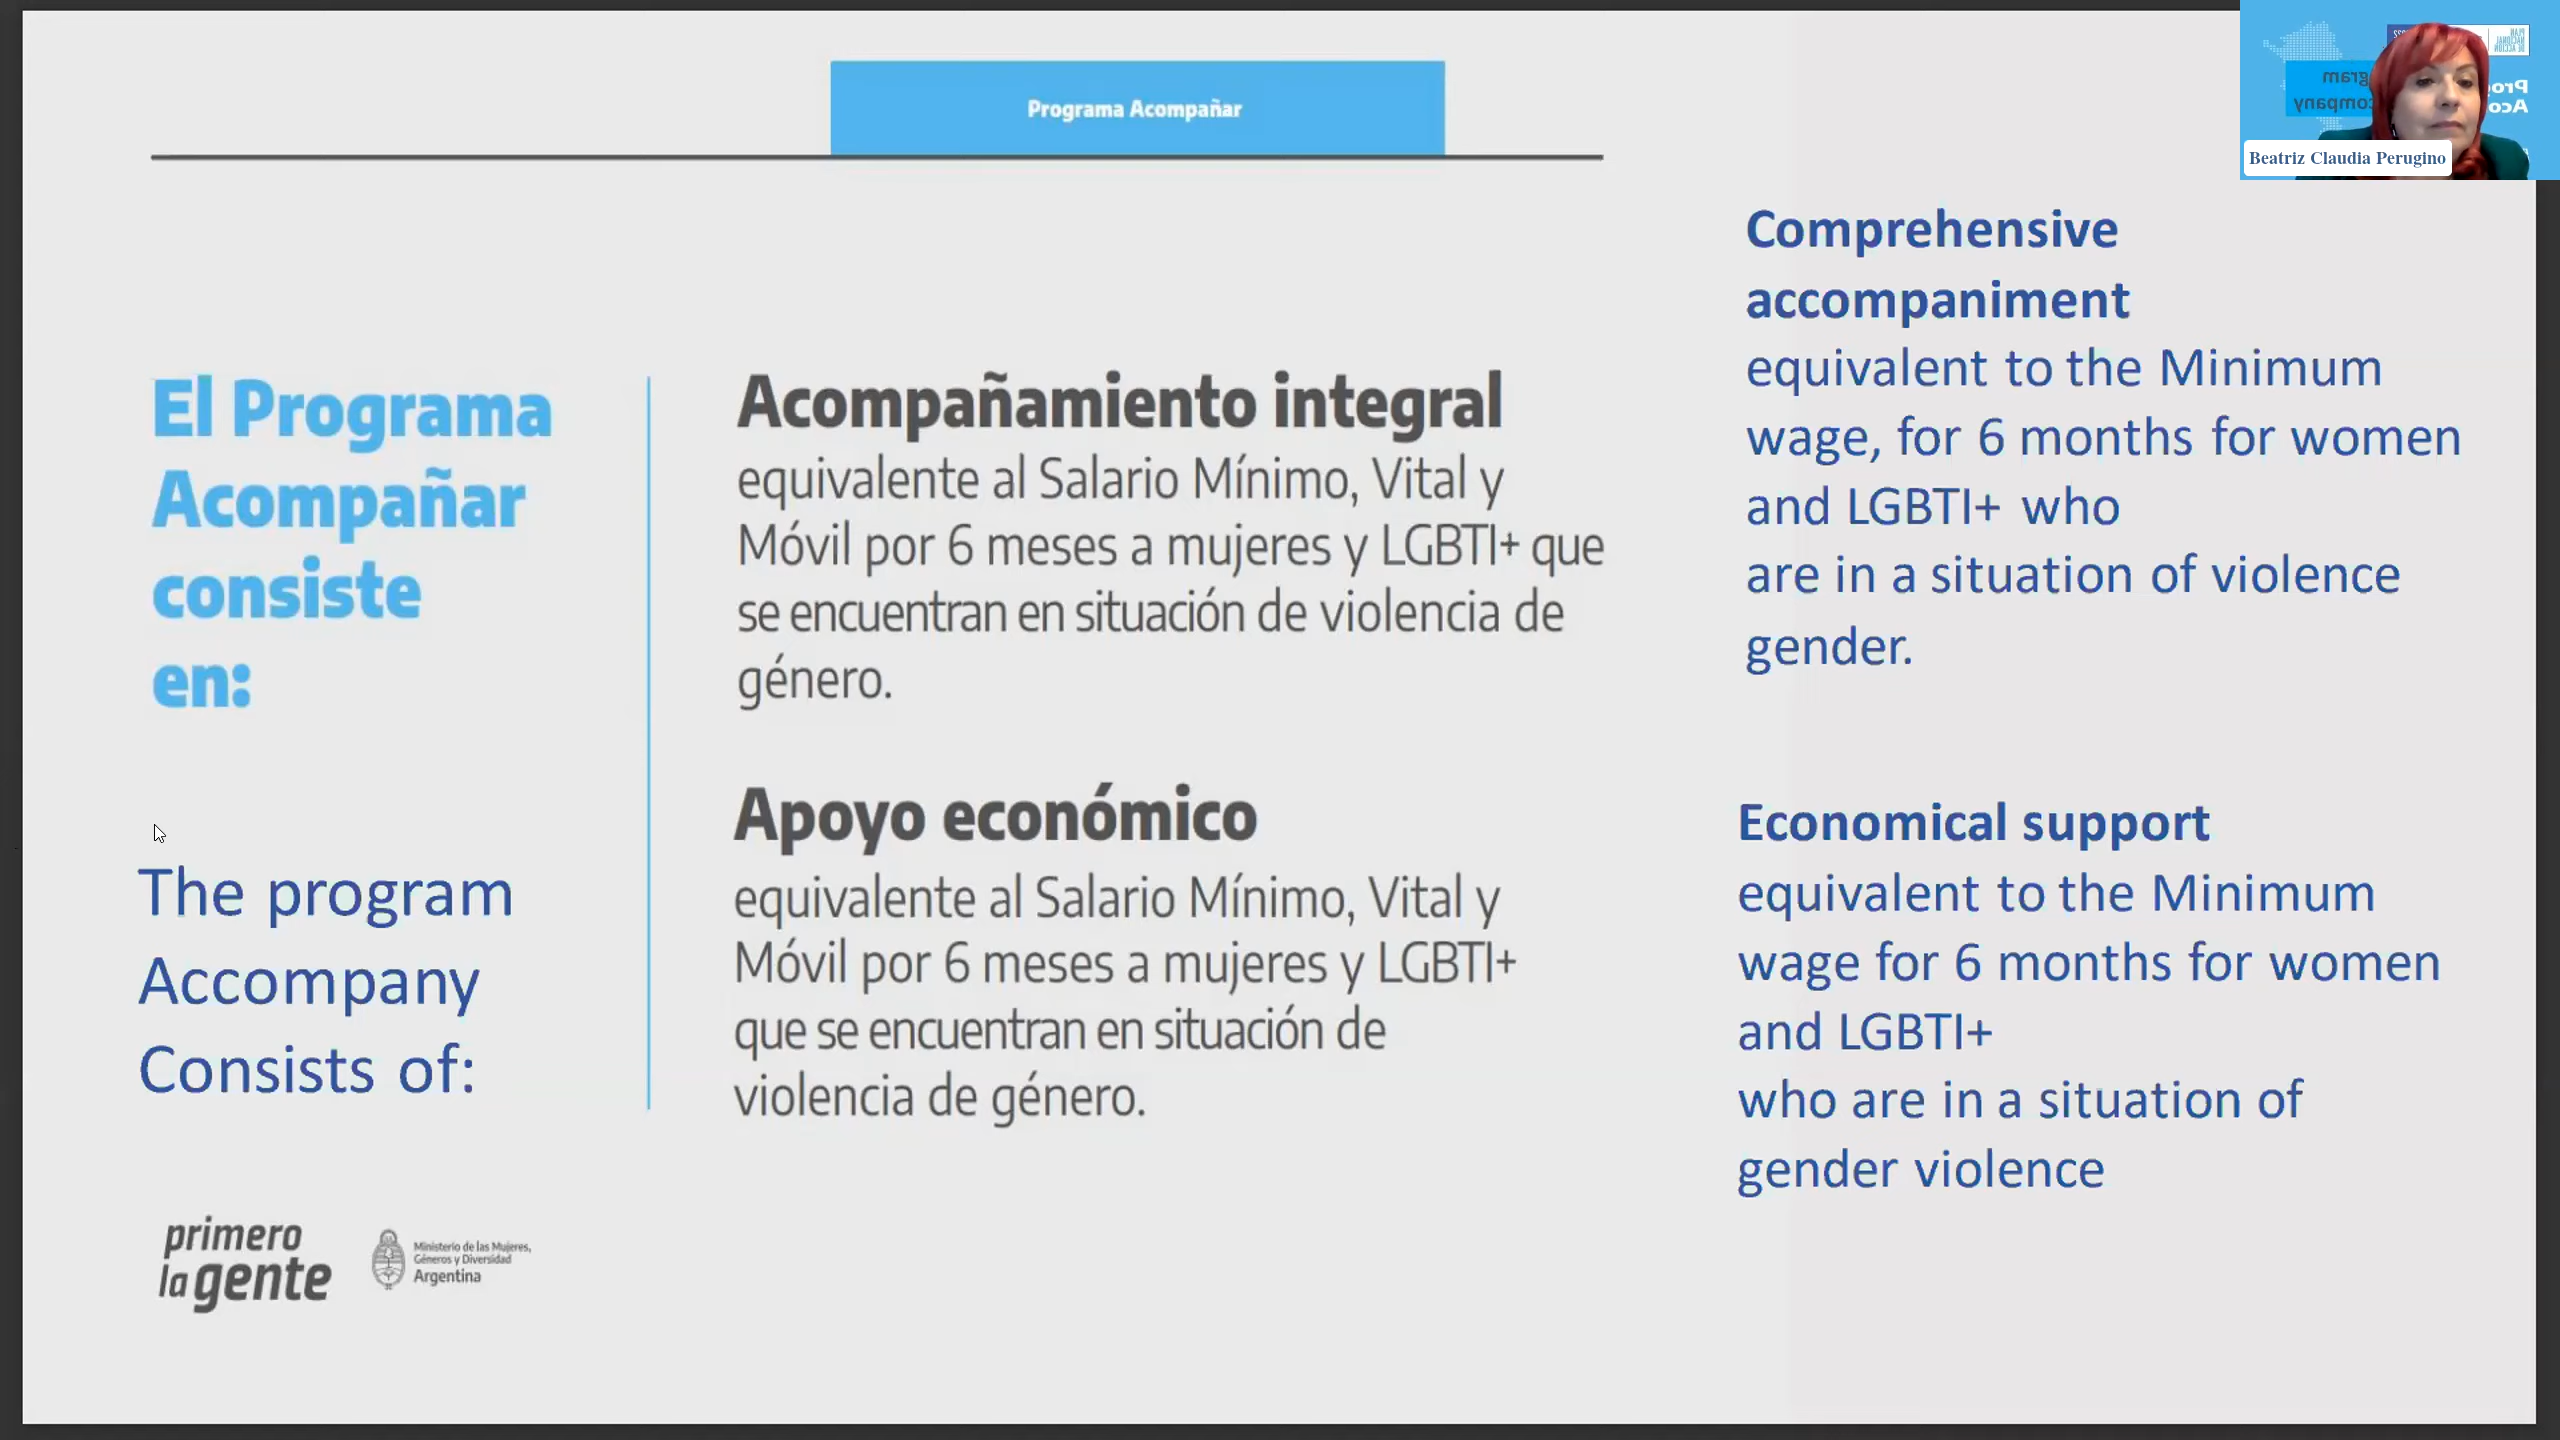 Programa Acompañar
El Programa
Acompañar
consiste
en:
The program
Accompany
Consists of:
Acompañamiento integral
equivalente al Salario Mínimo, Vital y
Móvil por 6 meses a mujeres y LGBTI+ que
se encuentran en situación de violencia de
género.
Apoyo económico
equivalente al Salario Mínimo, Vital y
Móvil por 6 meses a mujeres y LGBTI+
que se encuentran en situación de
violencia de género.
Comprehensive
accompaniment
equivalent to the Minimum
wage, for 6 months for women
and LGBTI+ who
are in a situation of violence
gender.
Economical support
equivalent to the Minimum
wage for 6 months for women
and LGBTI+
who are in a situation of
gender violence
primero
la gente
Ministerio de las Mujeres,
Géneros y Diversidad
Argentina
Beatriz Claudia Perugino